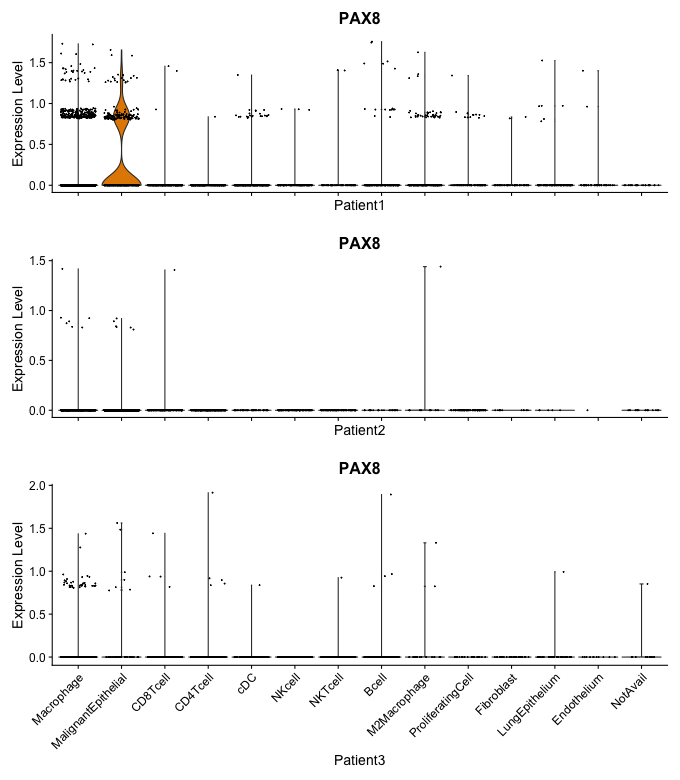 PAX8
Expression Level
1.5
1.0
0.5
0.0
Patient1
PAX8
Expression Level
1.5
1.0
0.5
0.0
Patient2
PAX8
Expression Level
2.0
1.5
1.0
0.5
0.0
Macrophage
MalignantEpithelial
CD8Tcell
CD4Tcell
cDC
NKcell
NKTcell
Bcell
M2Macrophage
ProliferatingCell
Fibroblast
LungEpithelium
Endothelium
NotAvail
Patient3